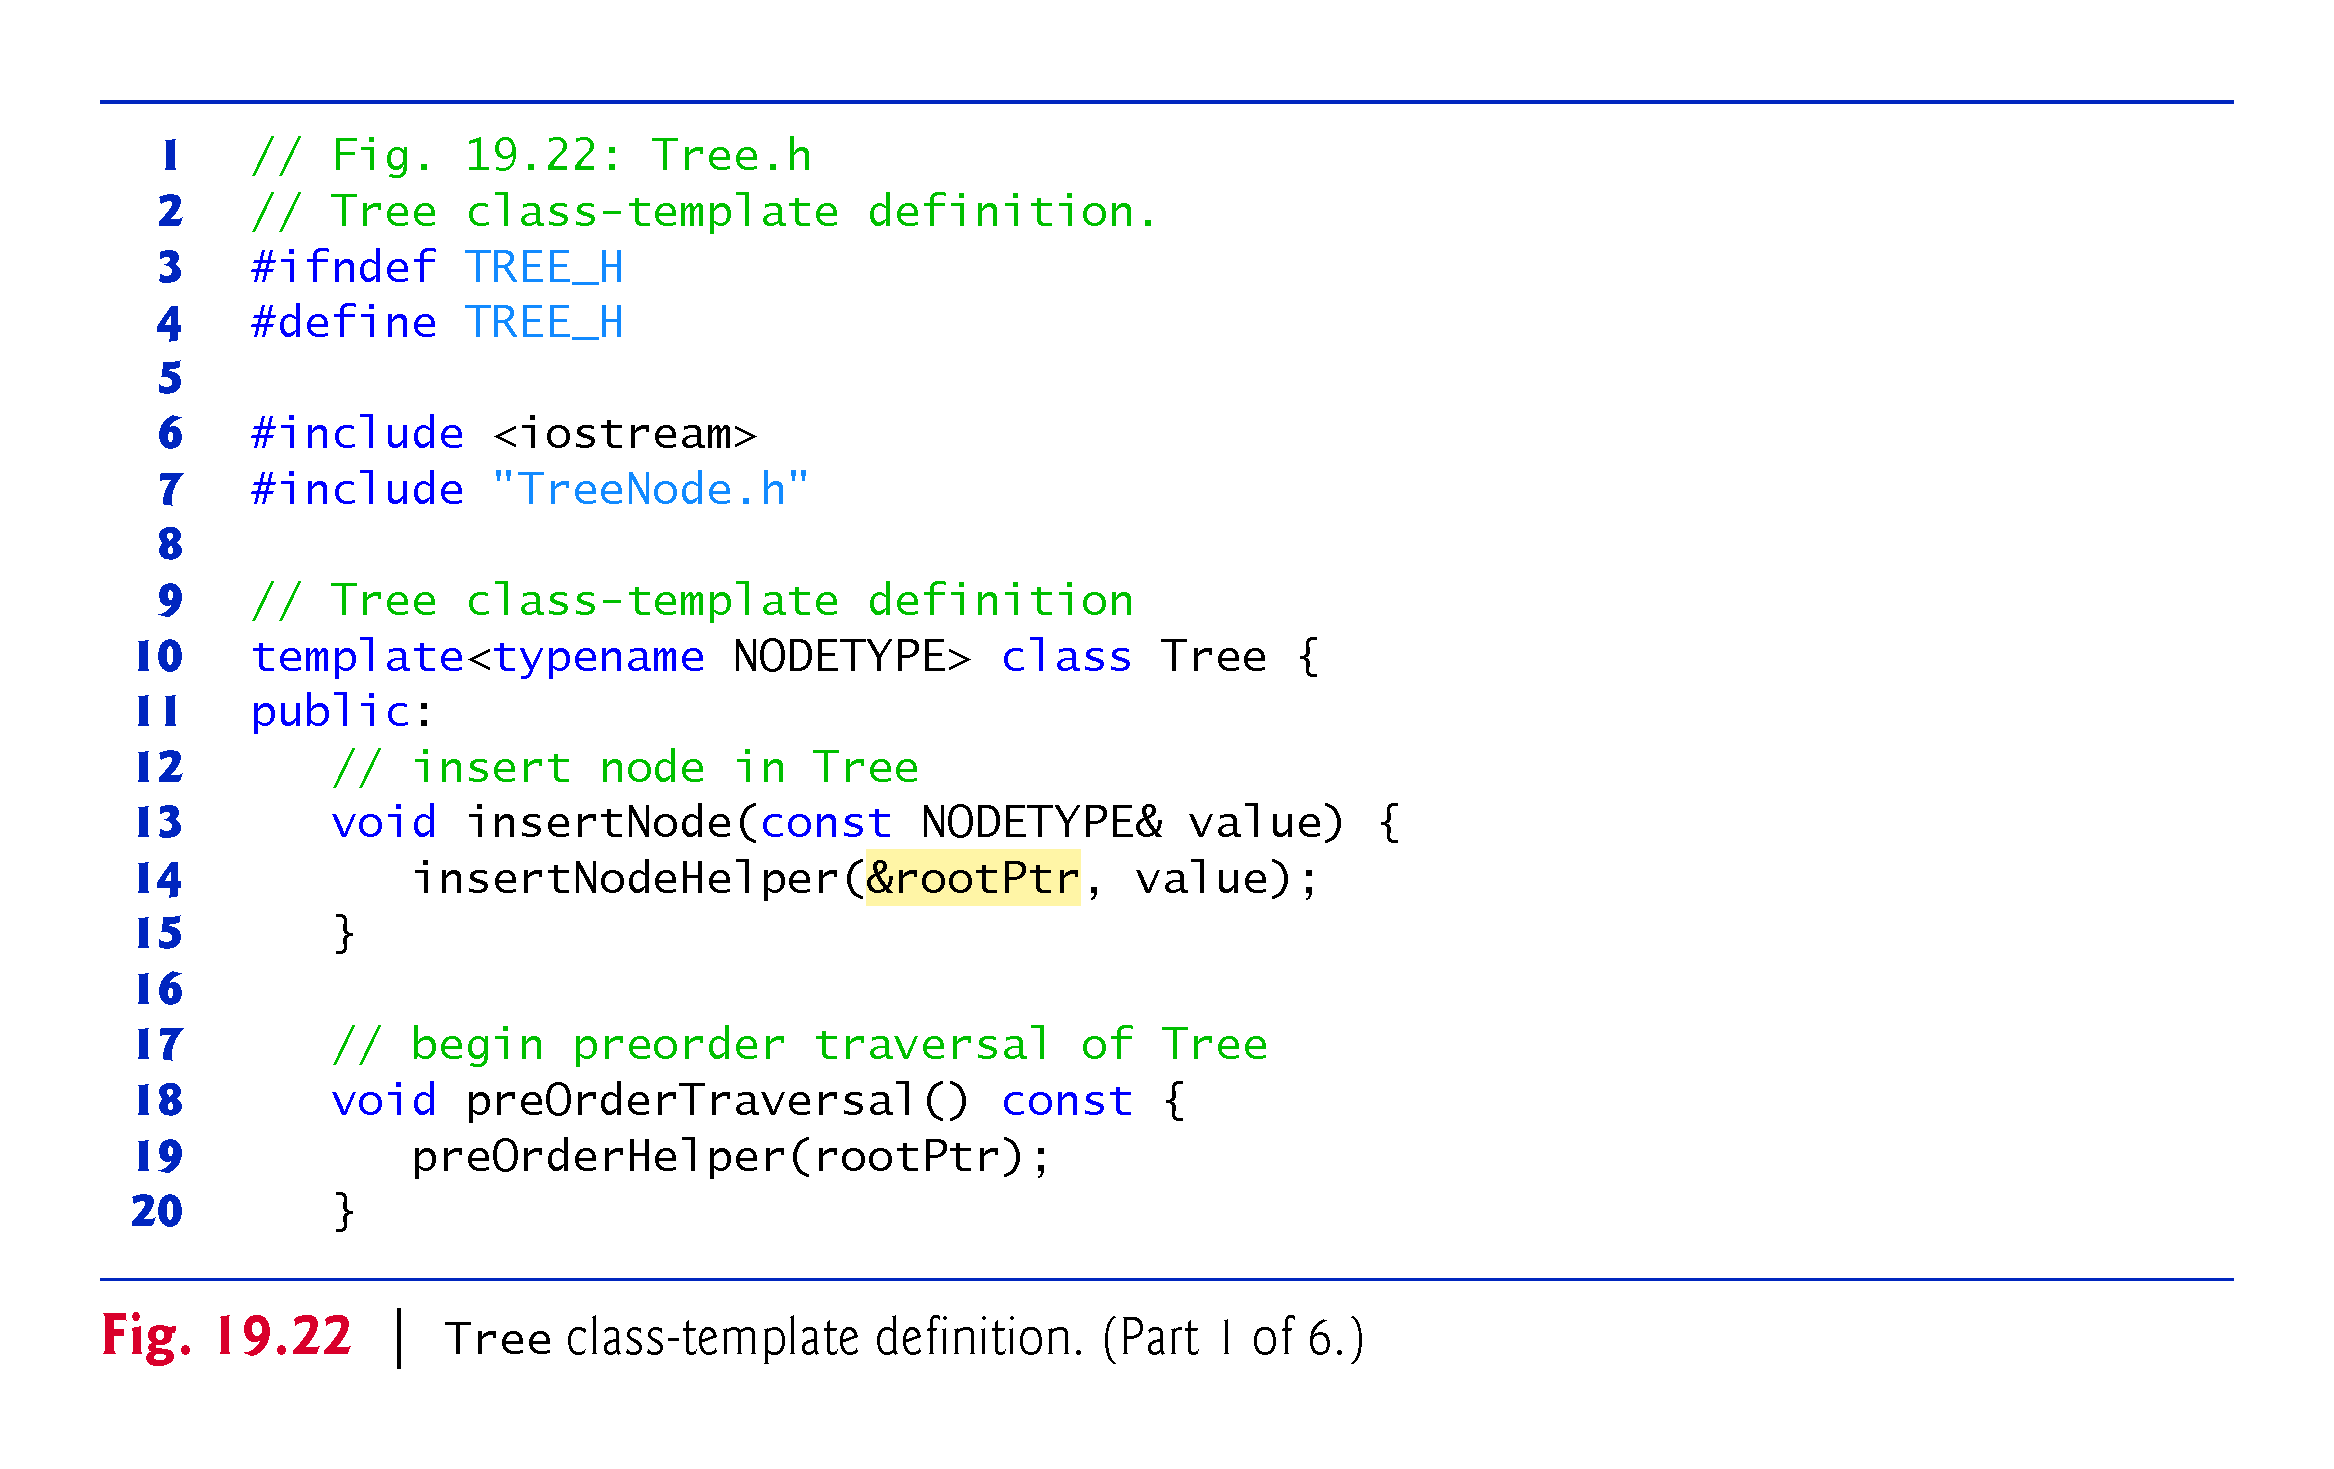 1 // Fig. 19.22: Tree.h
2 // Tree class-template definition.
3 #ifndef TREE_H
4 #define TREE_H
5
6 #include <iostream>
7 #include "TreeNode.h"
8
9 // Tree class-template definition
10 template<typename NODETYPE> class Tree {
11 public:
12    // insert node in Tree
13    void insertNode(const NODETYPE& value) {
14       insertNodeHelper(&rootPtr, value);
15    }
16
17    // begin preorder traversal of Tree
18    void preOrderTraversal() const {
19       preOrderHelper(rootPtr);
20    }
Fig. 19.22 | Tree class-template definition. (Part 1 of 6.)